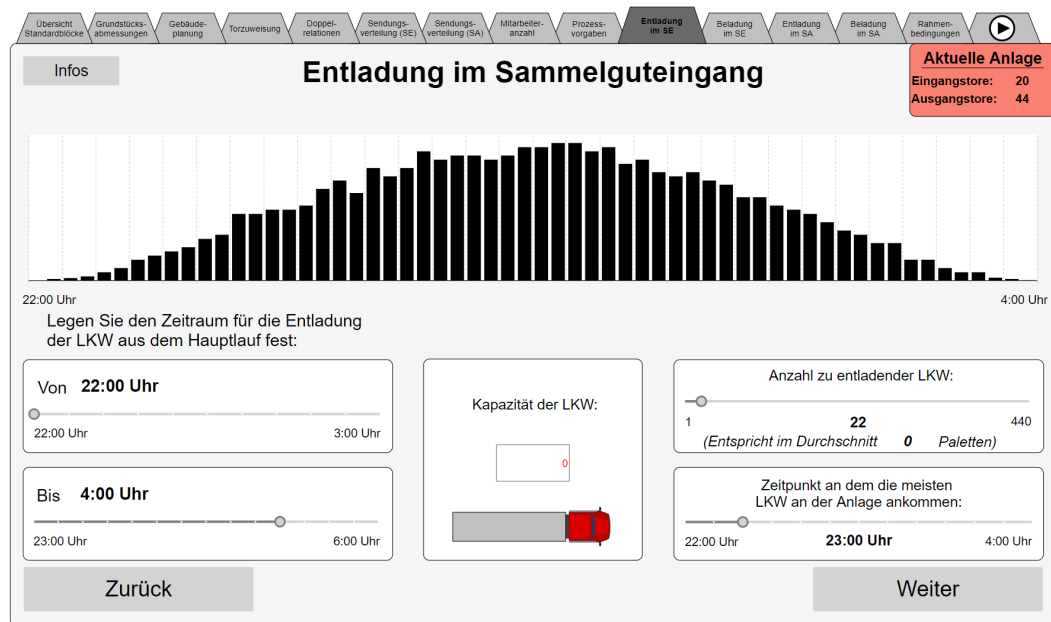 Übersicht
Standardblöcke
Grundstücks-
abmessungen
Gebäude-
planung
Torzuweisung
Doppel-
relationen
Sendungs-
verteilung (SE)
Sendungs-
verteilung (SA)
Mitarbeiter-
anzahl
Prozess-
vorgaben
Entladung
im SE
Beladung
im SE
Entladung
im SA
Beladung
im SA
Rahmen-
bedingungen
Infos
Entladung im Sammelguteingang
Aktuelle Anlage
Eingangstore: 20
Ausgangstore: 44
22:00 Uhr 4:00 Uhr
Legen Sie den Zeitraum für die Entladung
der LKW aus dem Hauptlauf fest:
Von 22:00 Uhr
22:00 Uhr 3:00 Uhr
Bis 4:00 Uhr
23:00 Uhr 6:00 Uhr
Kapazität der LKW:
0
Anzahl zu entladender LKW:
1 22 440
(Entspricht im Durchschnitt 0 Paletten)
Zeitpunkt an dem die meisten
LKW an der Anlage ankommen:
22:00 Uhr 23:00 Uhr 4:00 Uhr
Zurück
Weiter